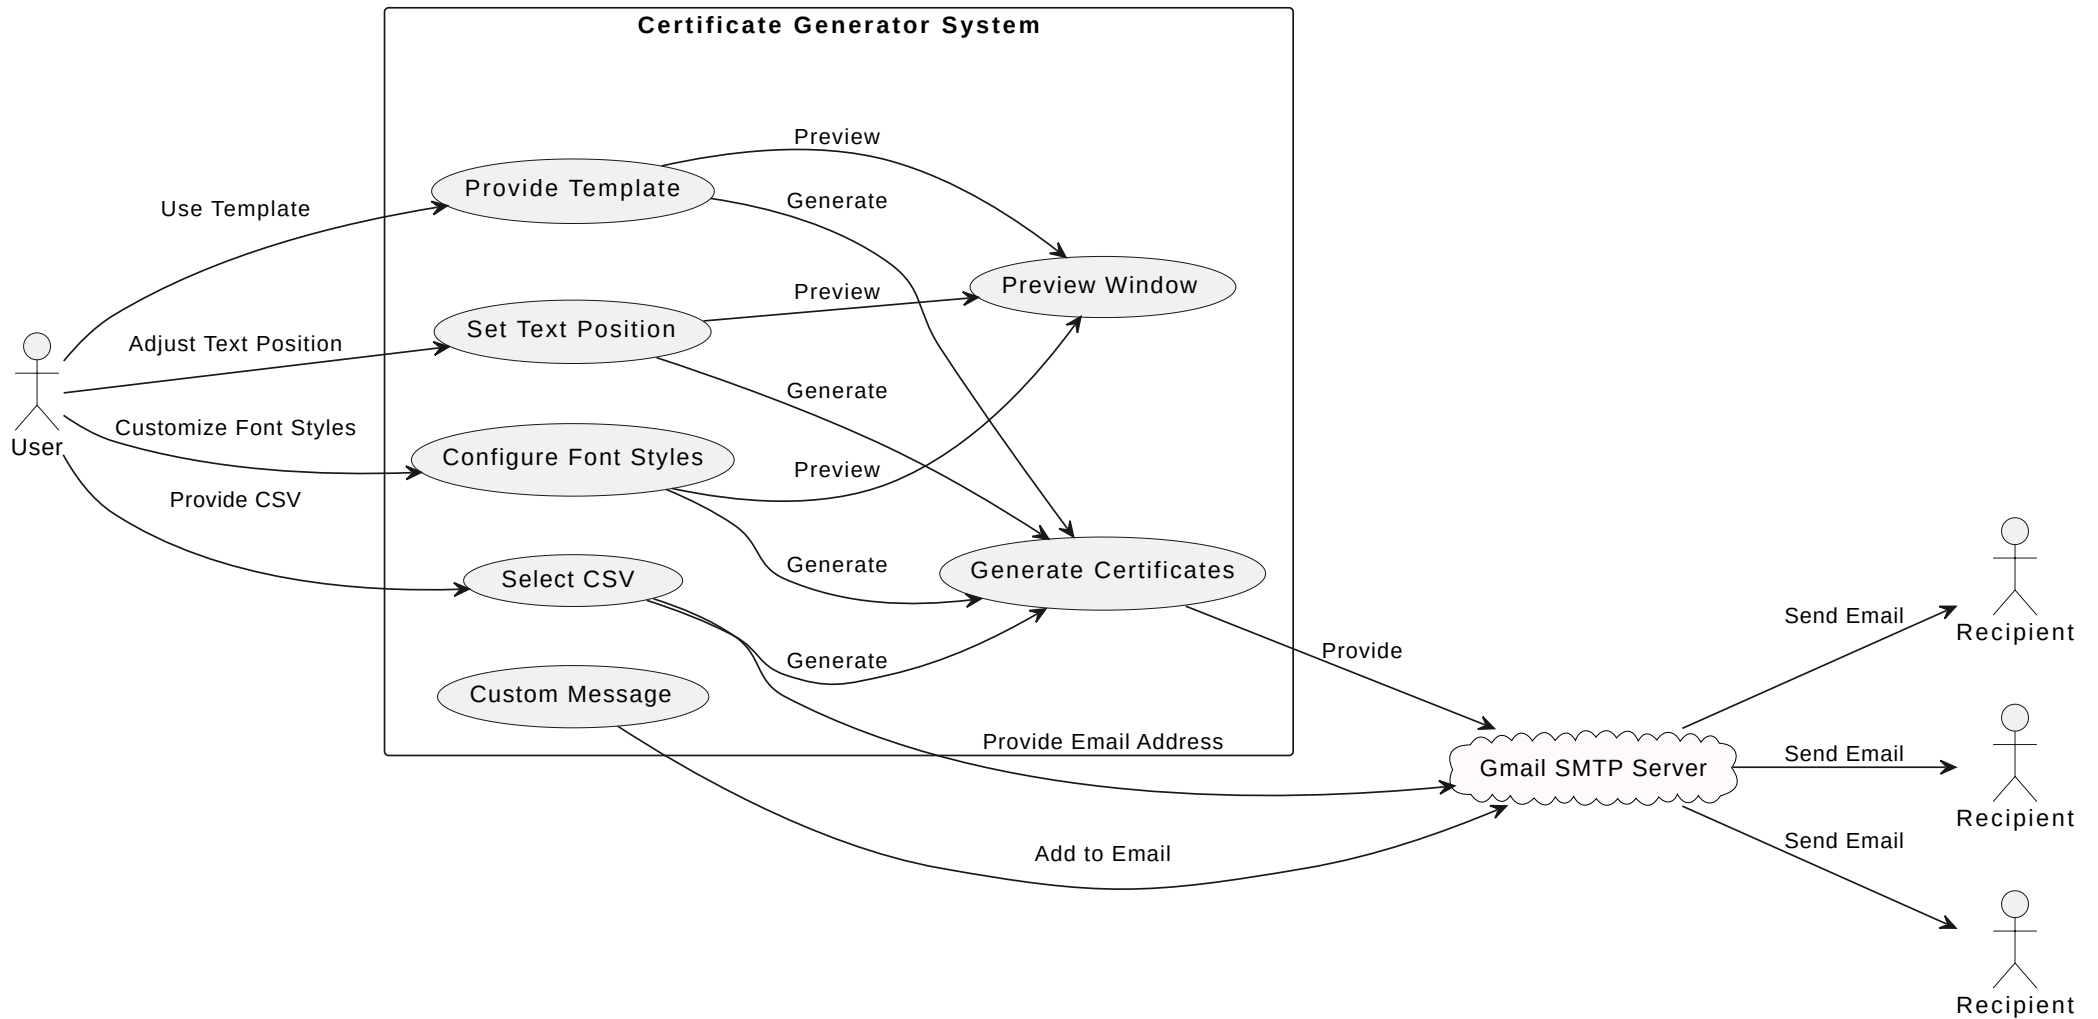 Certificate Generator System
Preview
Provide Template
Generate
Use Template
Preview Window
Preview
Set Text Position
Adjust Text Position
Generate
Customize Font Styles
User
Configure Font Styles
Preview
Provide CSV
Generate
Select CSV
Generate Certificates
Send Email
Recipient
Provide
Generate
Custom Message
Provide Email Address
Send Email
Gmail SMTP Server
Recipient
Send Email
Add to Email
Recipient